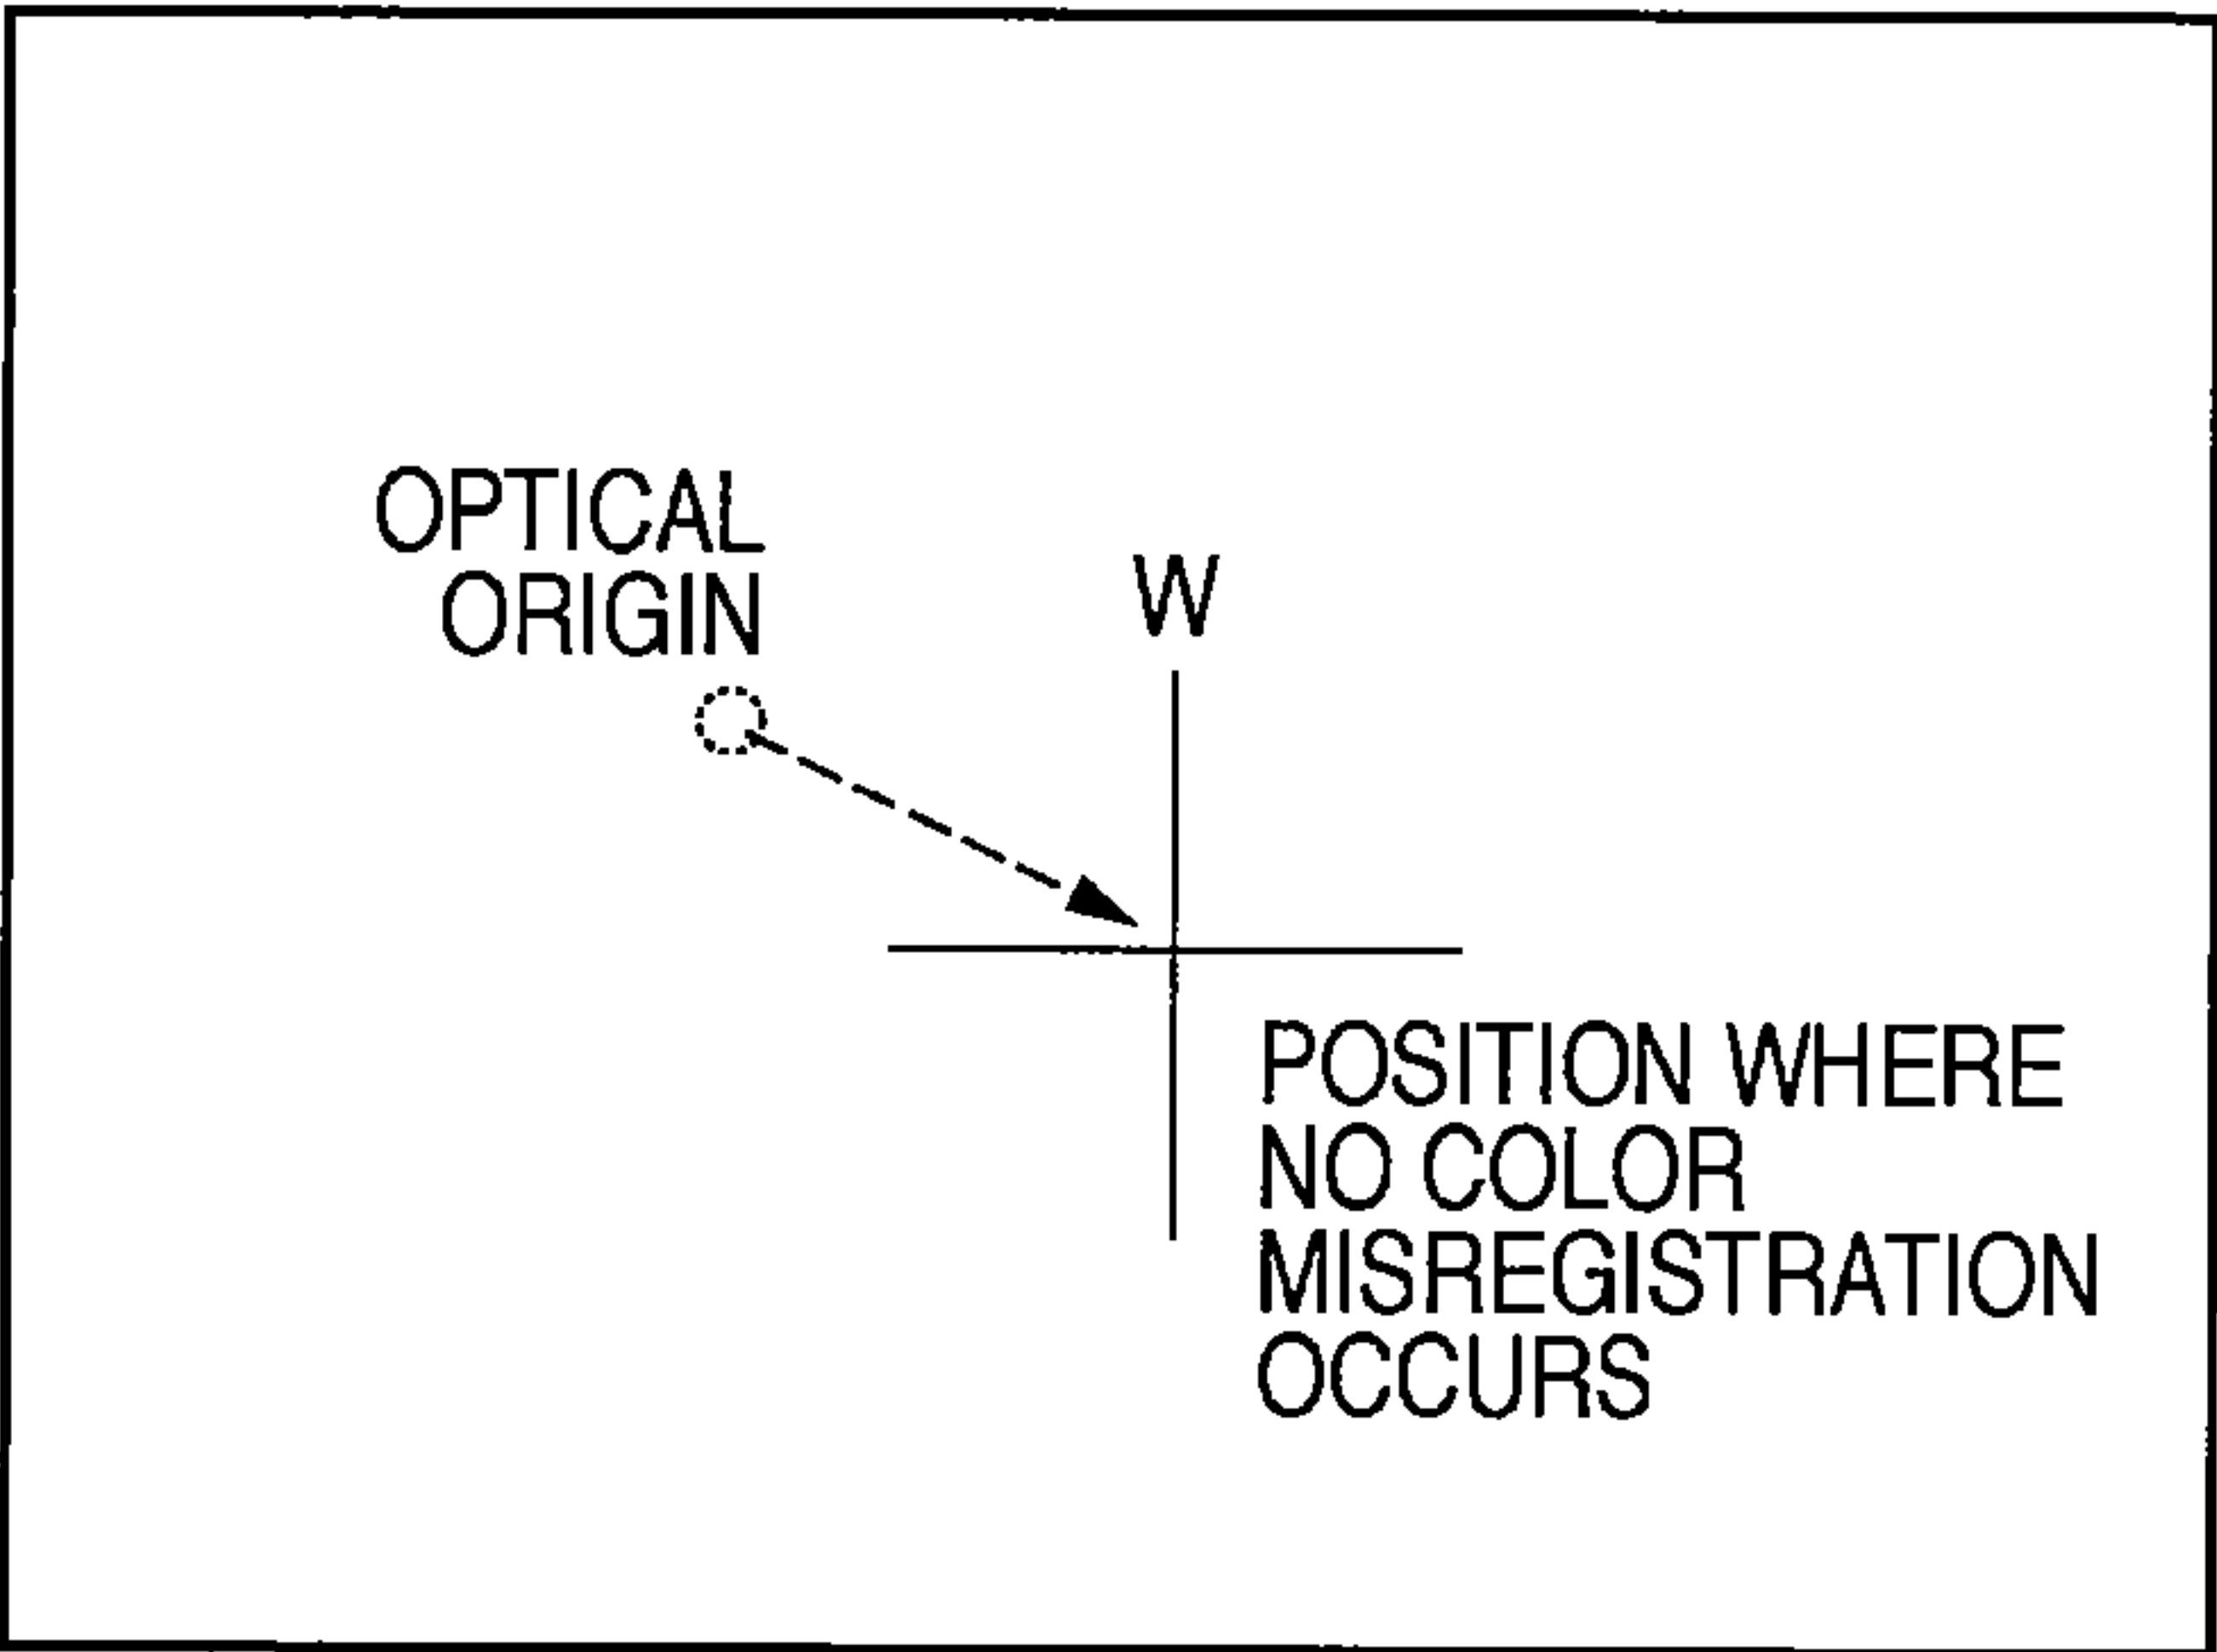 OPTICAL
ORIGIN
W
POSITION WHERE
NO COLOR
MISREGISTRATION
OCCURS